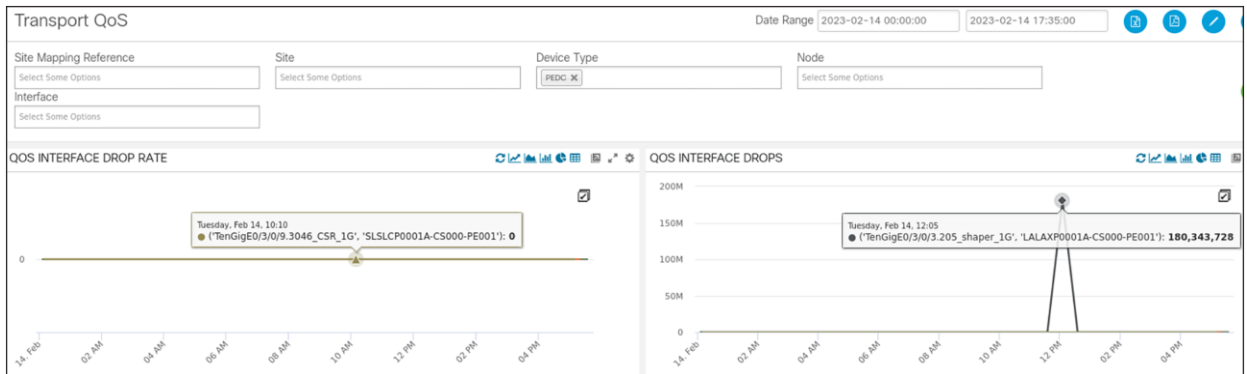 Transport QoS
Date Range 2023-02-14 00:00:00 2023-02-14 17:35:00
Site Mapping Reference Site Device Type Node
Select Some Options Select Some Options PEDC ✖ Select Some Options
Interface
Select Some Options
QOS INTERFACE DROP RATE
Tuesday, Feb 14, 10:10
● ('TenGigE0/3/0/9.3046_CSR_1G', 'SLSLCP0001A-CS000-PE001'): 0
0
14. Feb 02 AM 04 AM 06 AM 08 AM 10 AM 12 PM 02 PM 04 PM
QOS INTERFACE DROPS
200M
Tuesday, Feb 14, 12:05
150M
● ('TenGigE0/3/0/3.205_shaper_1G', 'LALAXP0001A-CS000-PE001'): 180,343,728
100M
50M
0
14. Feb 02 AM 04 AM 06 AM 08 AM 10 AM 12 PM 02 PM 04 PM